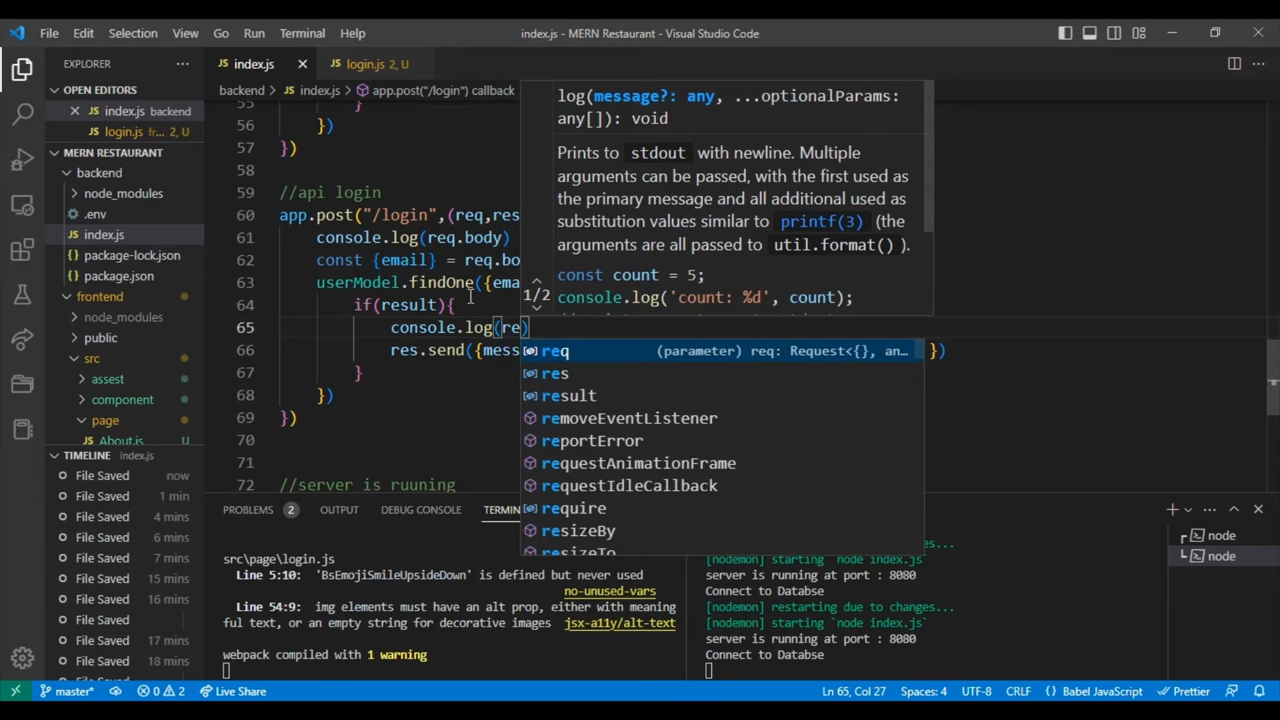 File Edit Selection View Go Run Terminal Help
index.js - MERN Restaurant - Visual Studio Code
EXPLORER
OPEN EDITORS
JS index.js backend
JS login.js fr... 2, U
MERN RESTAURANT
backend
node_modules
.env
JS index.js
package-lock.json
package.json
frontend
node_modules
public
src
assest
component
page
About.js U
TIMELINE index.js
File Saved now
File Saved 1 min
File Saved 4 mins
File Saved 4 mins
File Saved 15 mins
File Saved 15 mins
File Saved 16 mins
File Saved
File Saved 17 mins
File Saved 18 mins
JS index.js
JS login.js 2, U
backend > JS index.js > app.post("/login") callback
55 }
56 })
57 })
58
59 //api login
60 app.post("/login",(req,res
61 console.log(req.body)
62 const {email} = req.bo
63 userModel.findOne({ema
64 if(result){
65 console.log(re)
66 res.send({mess })
67 }
68 })
69 })
70
71
72 //server is ruuning
log(message?: any, ...optionalParams:
any[]): void
Prints to stdout with newline. Multiple
arguments can be passed, with the first used as
the primary message and all additional used as
substitution values similar to printf(3) (the
arguments are all passed to util.format() ).
const count = 5;
1/2
console.log('count: %d', count);
req (parameter) req: Request<{}, an…
res
result
removeEventListener
reportError
requestAnimationFrame
requestIdleCallback
require
resizeBy
resizeTo
PROBLEMS 2 OUTPUT DEBUG CONSOLE TERMIN
src\page\login.js
Line 5:10: 'BsEmojiSmileUpsideDown' is defined but never used
no-unused-vars
Line 54:9: img elements must have an alt prop, either with meaning
ful text, or an empty string for decorative images jsx-a11y/alt-text
webpack compiled with 1 warning
es...
[nodemon] starting `node index.js`
server is running at port : 8080
Connect to Databse
[nodemon] restarting due to changes...
[nodemon] starting `node index.js`
server is running at port : 8080
Connect to Databse
node
node
master* 0 2 Live Share
Ln 65, Col 27 Spaces: 4 UTF-8 CRLF {} Babel JavaScript Prettier